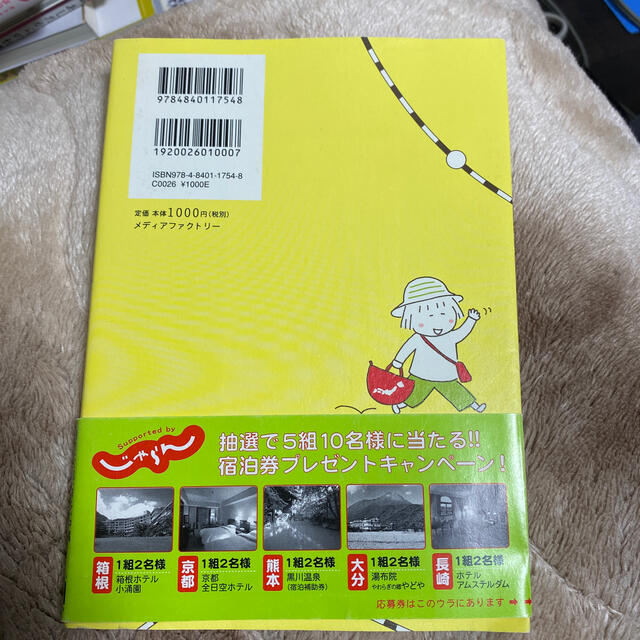 9784840117548
1920026010007
ISBN978-4-8401-1754-8
C0026 ¥1000E
定価 本体1000円(税別)
メディアファクトリー
Supported by
じゃらん
抽選で5組10名様に当たる!!
宿泊券プレゼントキャンペーン!
箱根
1組2名様
箱根ホテル
小涌園
京都
1組2名様
京都
全日空ホテル
熊本
1組2名様
黒川温泉
(宿泊補助券)
大分
1組2名様
湯布院
やわらぎの郷やどや
長崎
1組2名様
ホテル
アムステルダム
応募券はこのウラにあります→